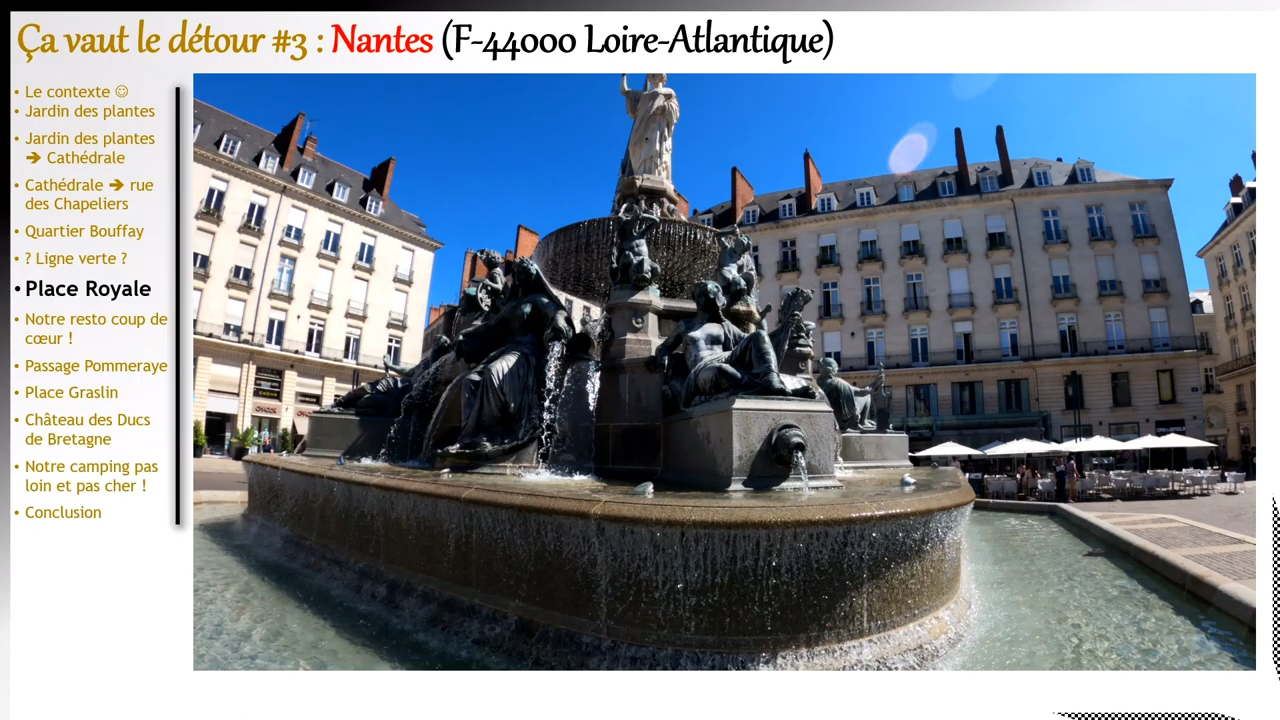 Ça vaut le détour #3 : Nantes (F-44000 Loire-Atlantique)
• Le contexte ☺
• Jardin des plantes
• Jardin des plantes
➔ Cathédrale
• Cathédrale ➔ rue
des Chapeliers
• Quartier Bouffay
• ? Ligne verte ?
• Place Royale
• Notre resto coup de
cœur !
• Passage Pommeraye
• Place Graslin
• Château des Ducs
de Bretagne
• Notre camping pas
loin et pas cher !
• Conclusion